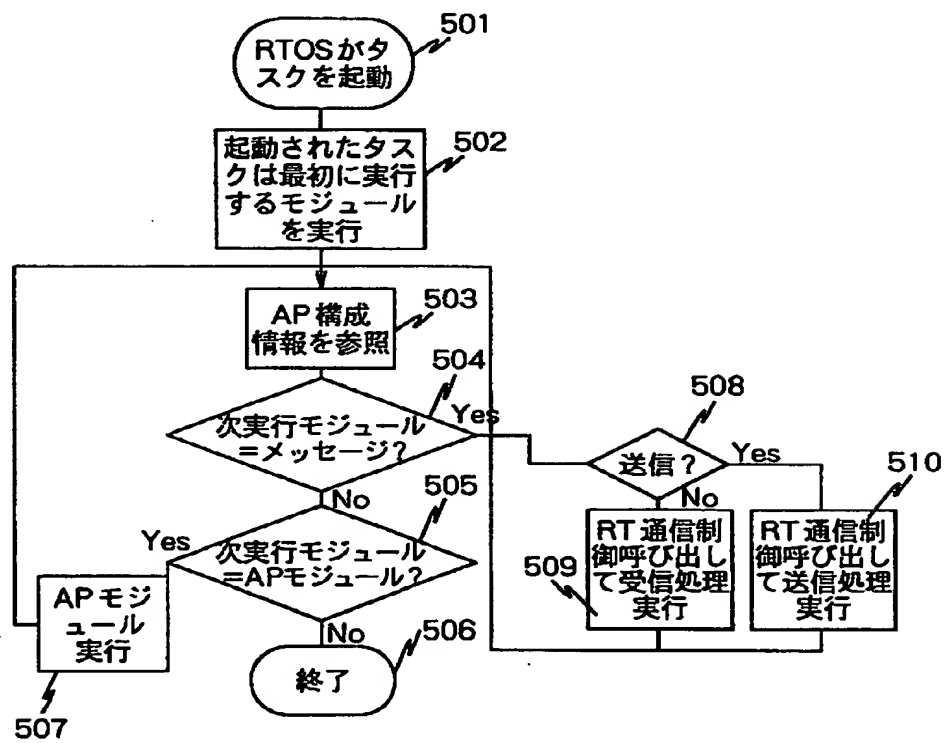 501
RTOSがタ
スクを起動
502
起動されたタス
クは最初に実行
するモジュール
を実行
503
AP構成
情報を参照
504
次実行モジュール
=メッセージ?
Yes
No
508
送信?
Yes
No
505
次実行モジュール
=APモジュール?
Yes
No
509
RT通信制
御呼び出し
て受信処理
実行
510
RT通信制
御呼び出し
て送信処理
実行
APモジ
ュール
実行
507
506
終了